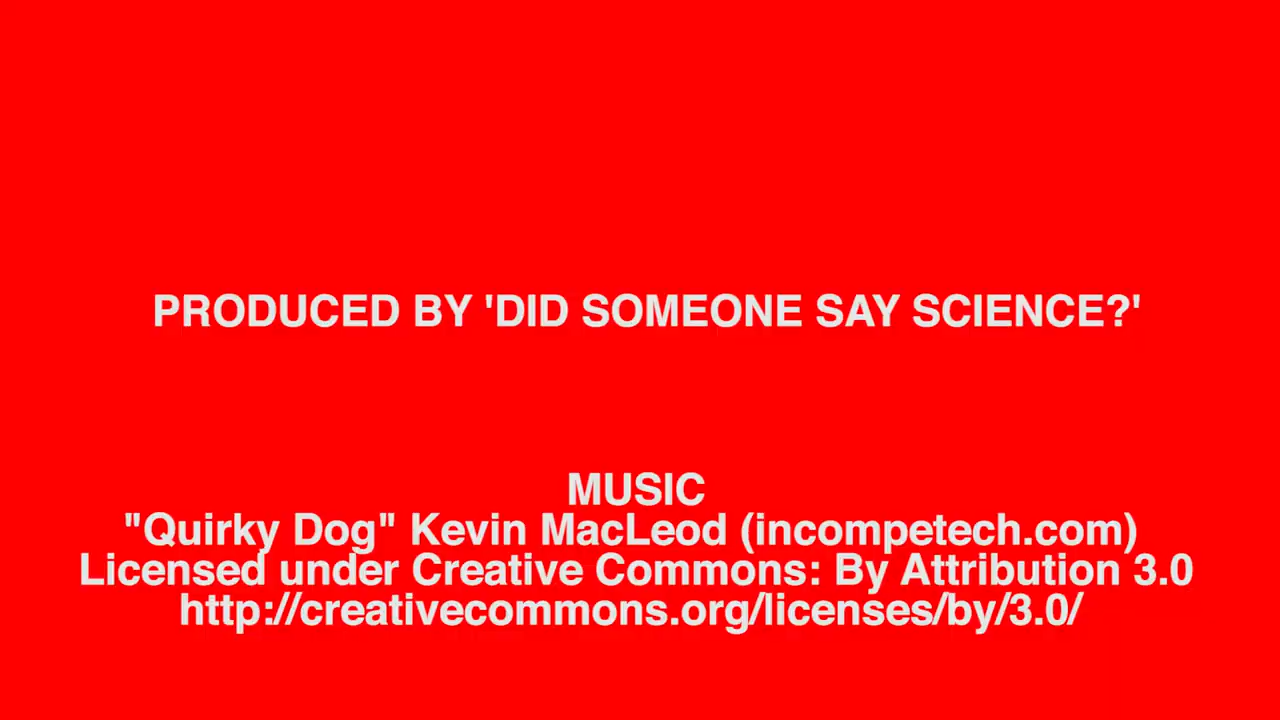 PRODUCED BY 'DID SOMEONE SAY SCIENCE?'
MUSIC
"Quirky Dog" Kevin MacLeod (incompetech.com)
Licensed under Creative Commons: By Attribution 3.0
http://creativecommons.org/licenses/by/3.0/